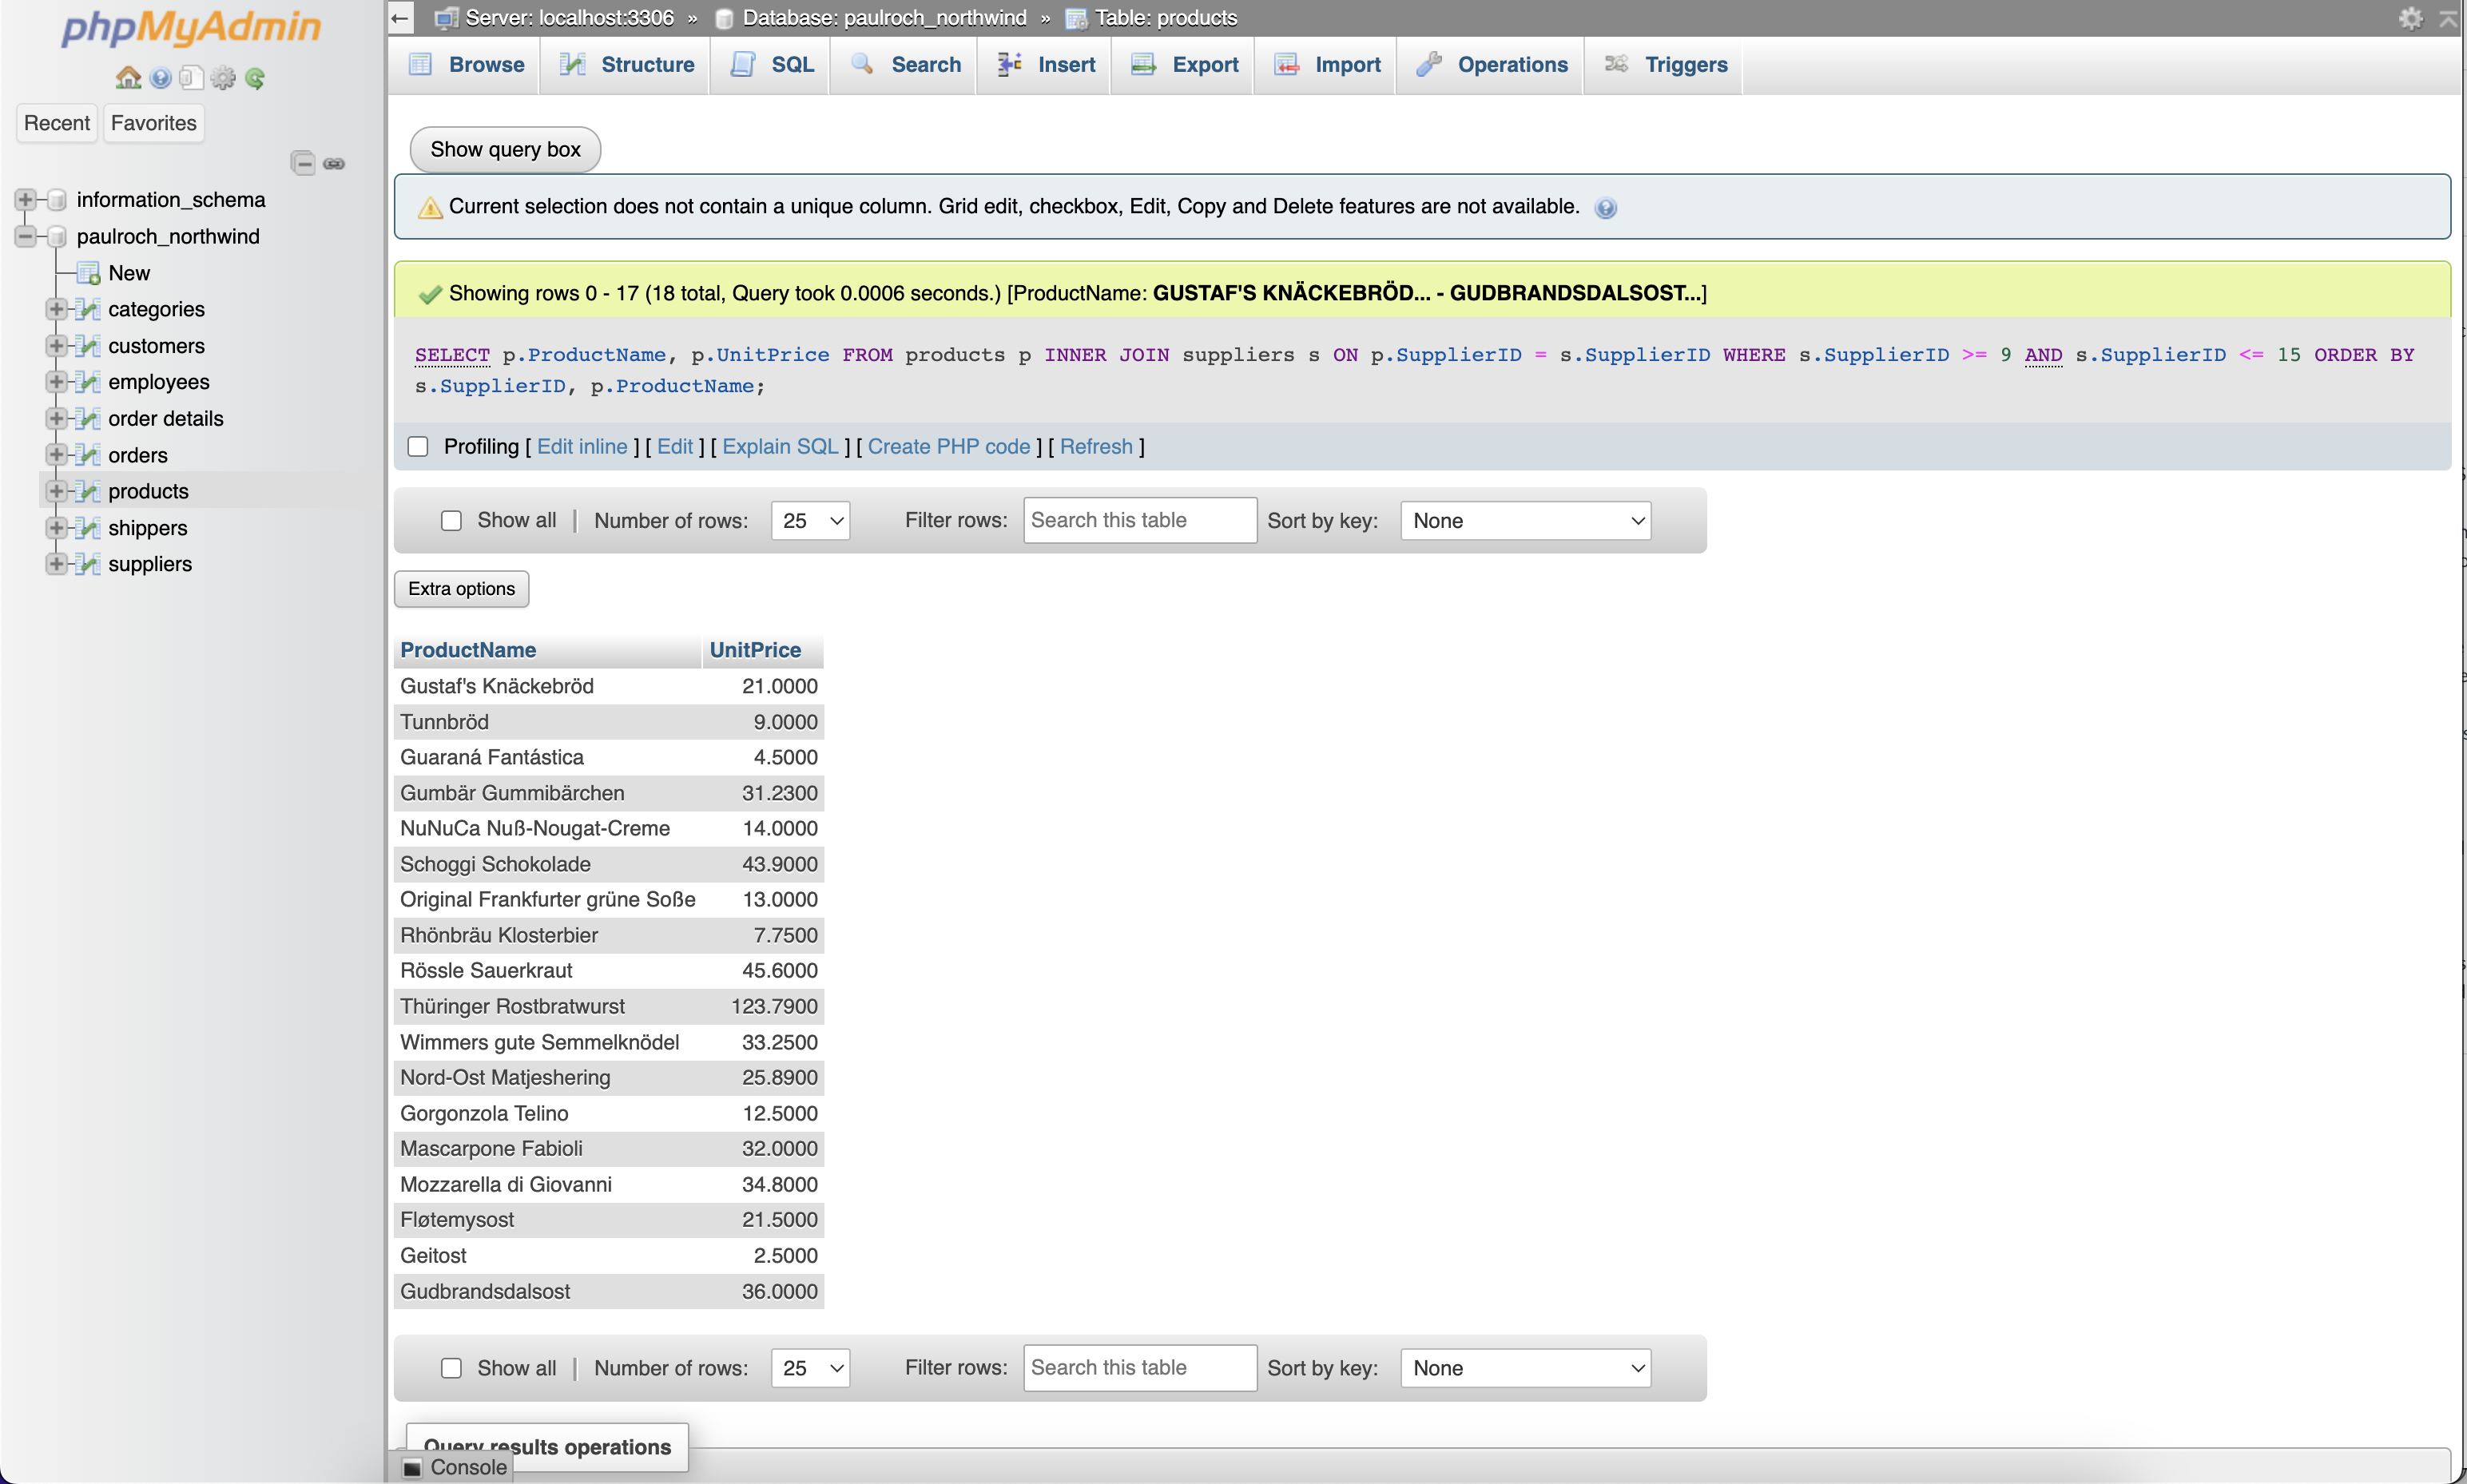 phpMyAdmin
Recent Favorites
information_schema
paulroch_northwind
New
categories
customers
employees
order details
orders
products
shippers
suppliers
Server: localhost:3306 » Database: paulroch_northwind » Table: products
Browse Structure SQL Search Insert Export Import Operations Triggers
Show query box
Current selection does not contain a unique column. Grid edit, checkbox, Edit, Copy and Delete features are not available.
Showing rows 0 - 17 (18 total, Query took 0.0006 seconds.) [ProductName: GUSTAF'S KNÄCKEBRÖD... - GUDBRANDSDALSOST...]
SELECT p.ProductName, p.UnitPrice FROM products p INNER JOIN suppliers s ON p.SupplierID = s.SupplierID WHERE s.SupplierID >= 9 AND s.SupplierID <= 15 ORDER BY
s.SupplierID, p.ProductName;
Profiling [ Edit inline ] [ Edit ] [ Explain SQL ] [ Create PHP code ] [ Refresh ]
Show all | Number of rows: 25 Filter rows: Search this table Sort by key: None
Extra options
ProductName UnitPrice
Gustaf's Knäckebröd 21.0000
Tunnbröd 9.0000
Guaraná Fantástica 4.5000
Gumbär Gummibärchen 31.2300
NuNuCa Nuß-Nougat-Creme 14.0000
Schoggi Schokolade 43.9000
Original Frankfurter grüne Soße 13.0000
Rhönbräu Klosterbier 7.7500
Rössle Sauerkraut 45.6000
Thüringer Rostbratwurst 123.7900
Wimmers gute Semmelknödel 33.2500
Nord-Ost Matjeshering 25.8900
Gorgonzola Telino 12.5000
Mascarpone Fabioli 32.0000
Mozzarella di Giovanni 34.8000
Fløtemysost 21.5000
Geitost 2.5000
Gudbrandsdalsost 36.0000
Show all | Number of rows: 25 Filter rows: Search this table Sort by key: None
Query results operations
Console